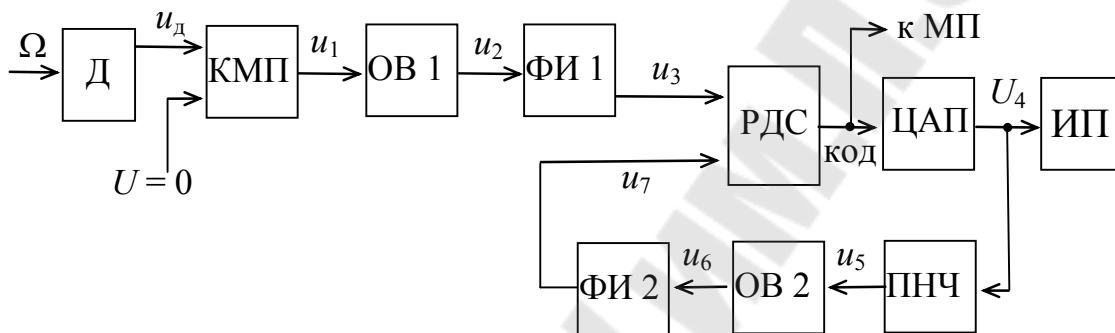 Ω
Д
u_д
U = 0
КМП
u₁
ОВ 1
u₂
ФИ 1
u₃
РДС
код
к МП
ЦАП
U₄
ИП
u₇
ФИ 2
u₆
ОВ 2
u₅
ПНЧ